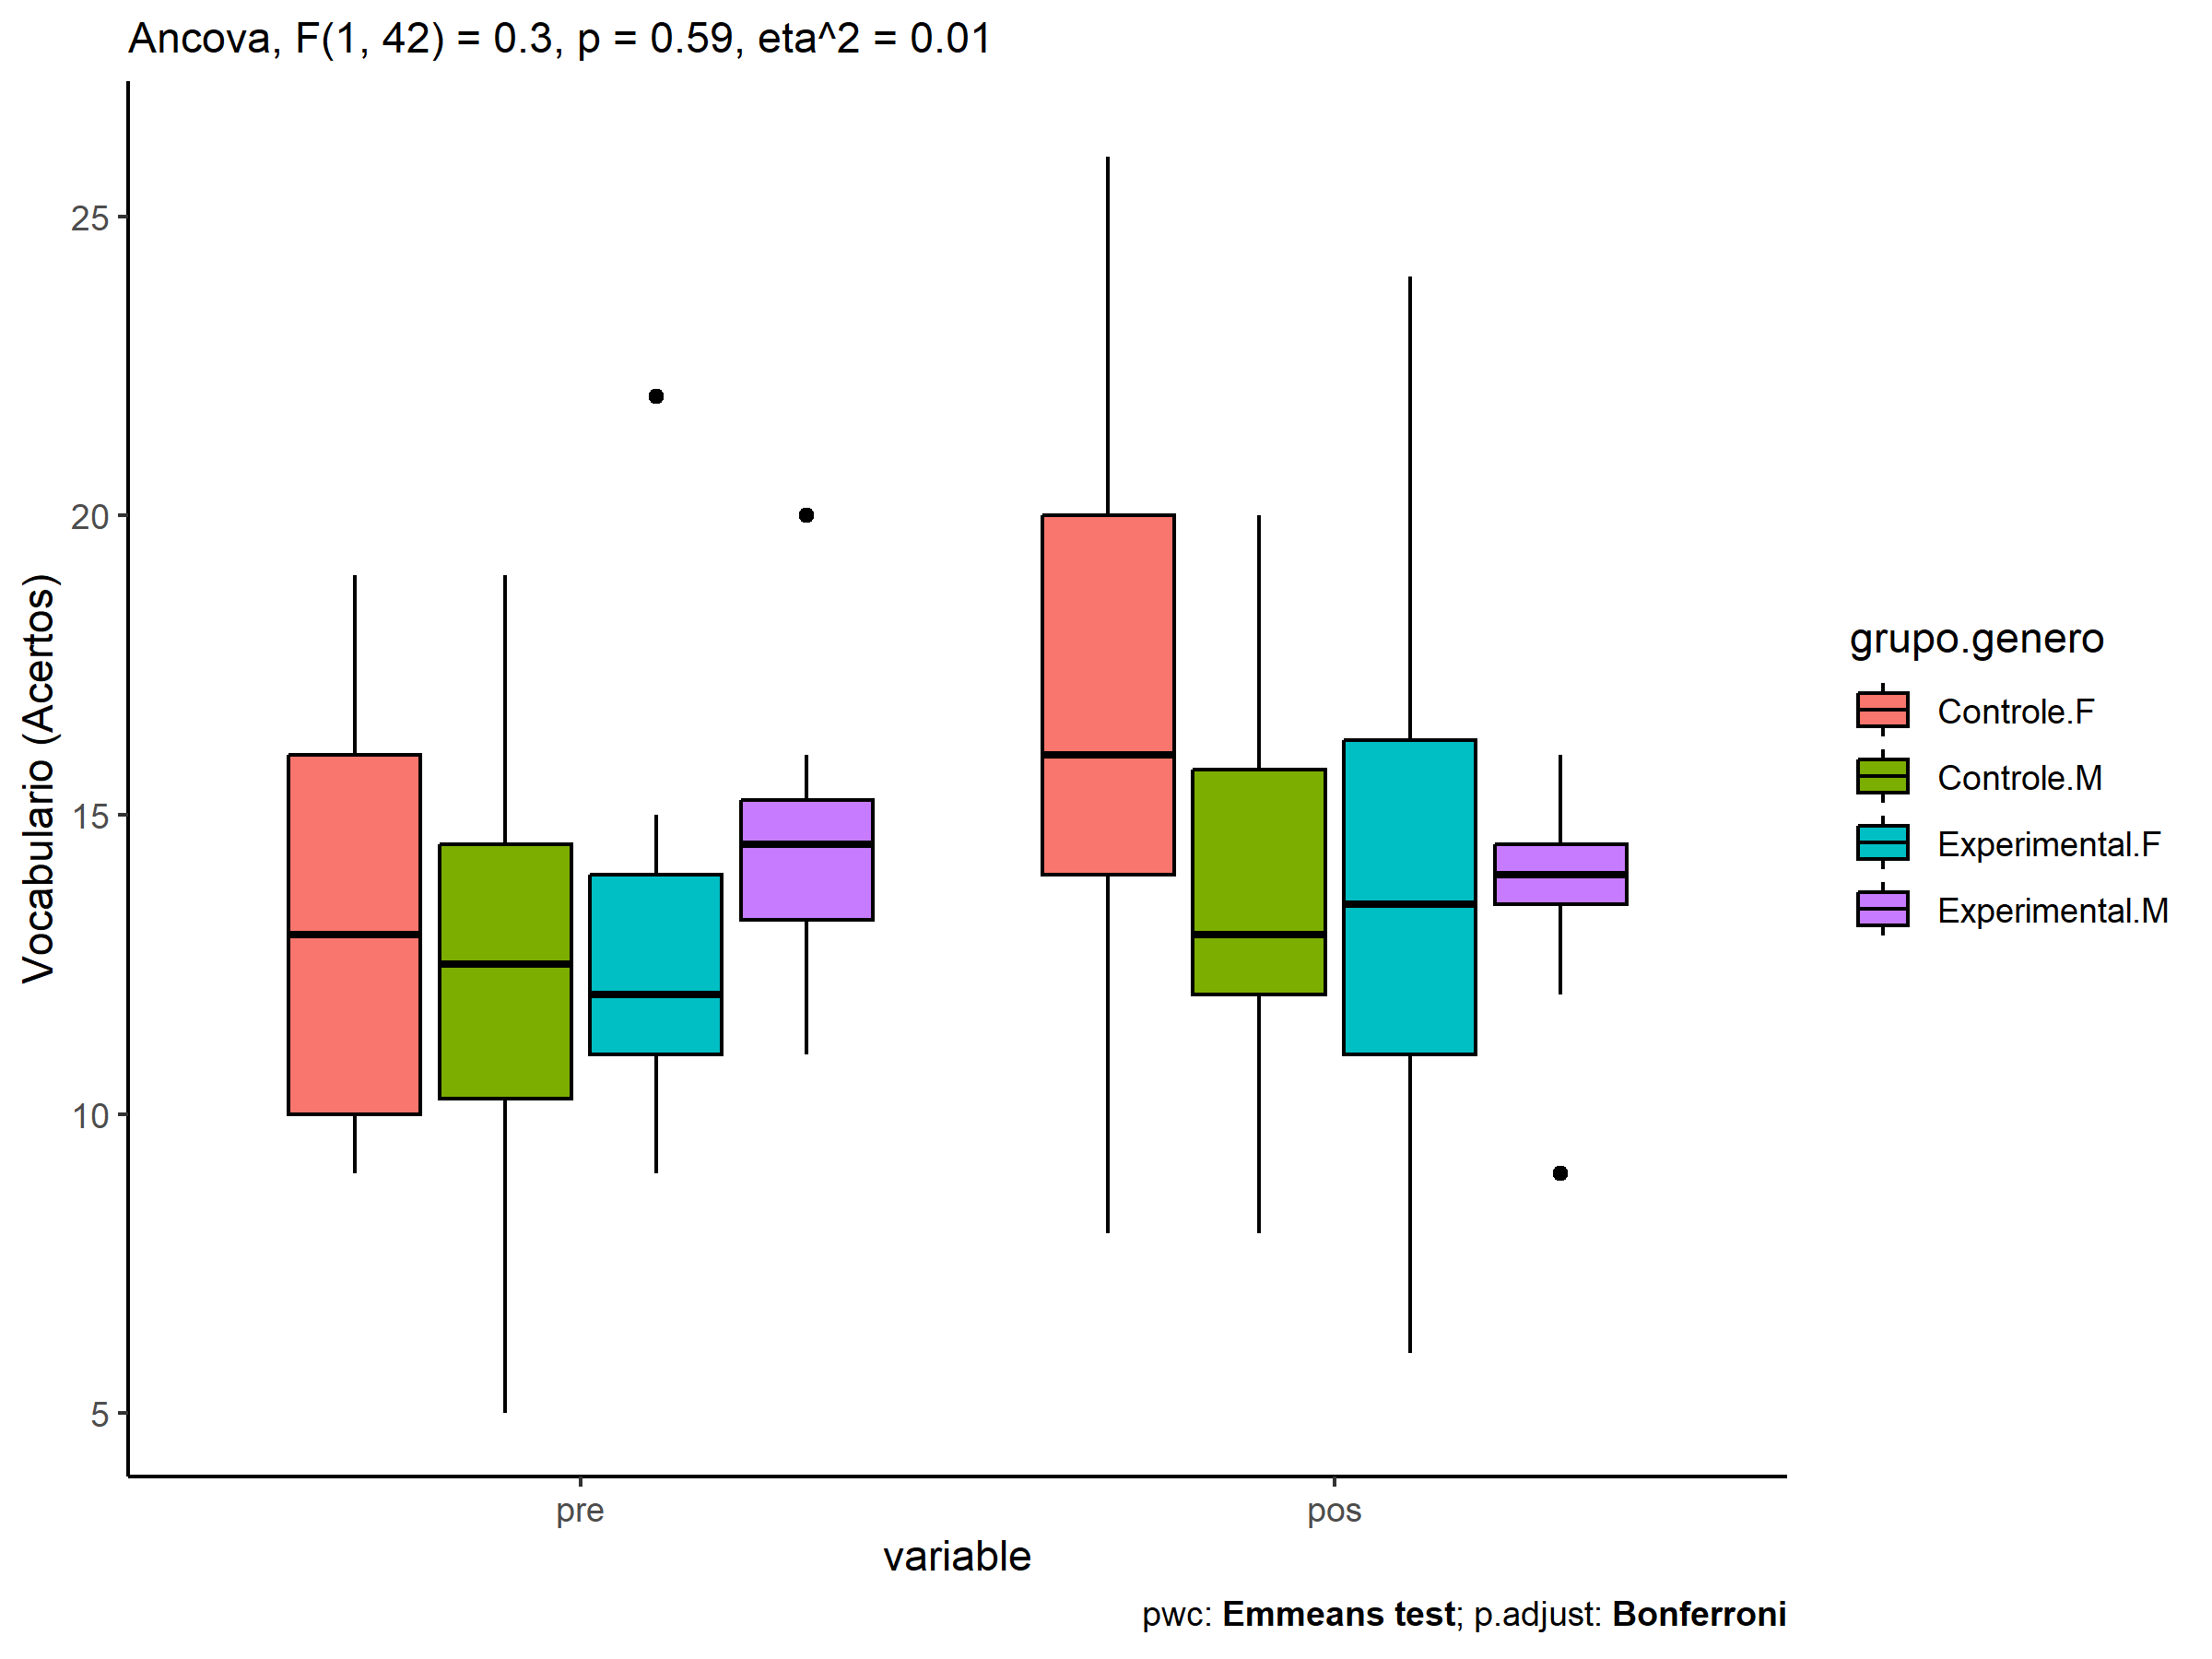 Ancova, F(1, 42) = 0.3, p = 0.59, eta^2 = 0.01
Vocabulario (Acertos)
25
20
15
10
5
pre
pos
variable
grupo.genero
Controle.F
Controle.M
Experimental.F
Experimental.M
pwc: Emmeans test; p.adjust: Bonferroni